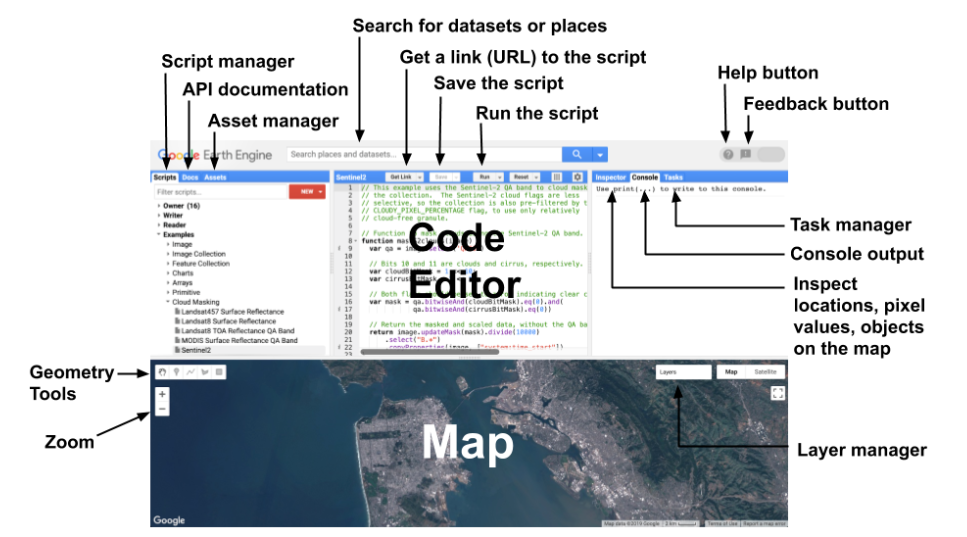 Search for datasets or places
Get a link (URL) to the script
Script manager
Save the script
Help button
API documentation
Run the script
Feedback button
Asset manager
Google Earth Engine
Search places and datasets...
Scripts Docs Assets
Filter scripts...
NEW
Owner (16)
Writer
Reader
Examples
Image
Image Collection
Feature Collection
Charts
Arrays
Primitive
Cloud Masking
Landsat457 Surface Reflectance
Landsat8 Surface Reflectance
Landsat8 TOA Reflectance QA Band
MODIS Surface Reflectance QA Band
Sentinel2
Sentinel2
Get Link
Save
Run
Reset
1 // This example uses the Sentinel-2 QA band to cloud mask
2 // the collection. The Sentinel-2 cloud flags are less
3 // selective, so the collection is also pre-filtered by t
4 // CLOUDY_PIXEL_PERCENTAGE flag, to use only relatively
5 // cloud-free granule.
6
7 // Function Sentinel-2 QA band.
8 function
i 9 var qa =
10
11 // Bits 10 and 11 are clouds and cirrus, respectively.
12 var cloudBitMask =
13 var cirrusBitMask
14
15 // Both indicating clear c
16 var mask = qa.bitwiseAnd(cloudBitMask).eq(0).and(
i 17 qa.bitwiseAnd(cirrusBitMask).eq(0))
18
19 // Return the masked and scaled data, without the QA ba
20 return image.updateMask(mask).divide(10000)
21 .select("B.*")
i 22 .copyProperties(image, ["system:time_start"])
23
Code
Editor
Inspector Console Tasks
Use print(...) to write to this console.
Task manager
Console output
Inspect
locations, pixel
values, objects
on the map
Geometry
Tools
Zoom
+
−
Layers
Map Satellite
Map
Layer manager
Google
Map data ©2019 Google
2 km
Terms of Use
Report a map error